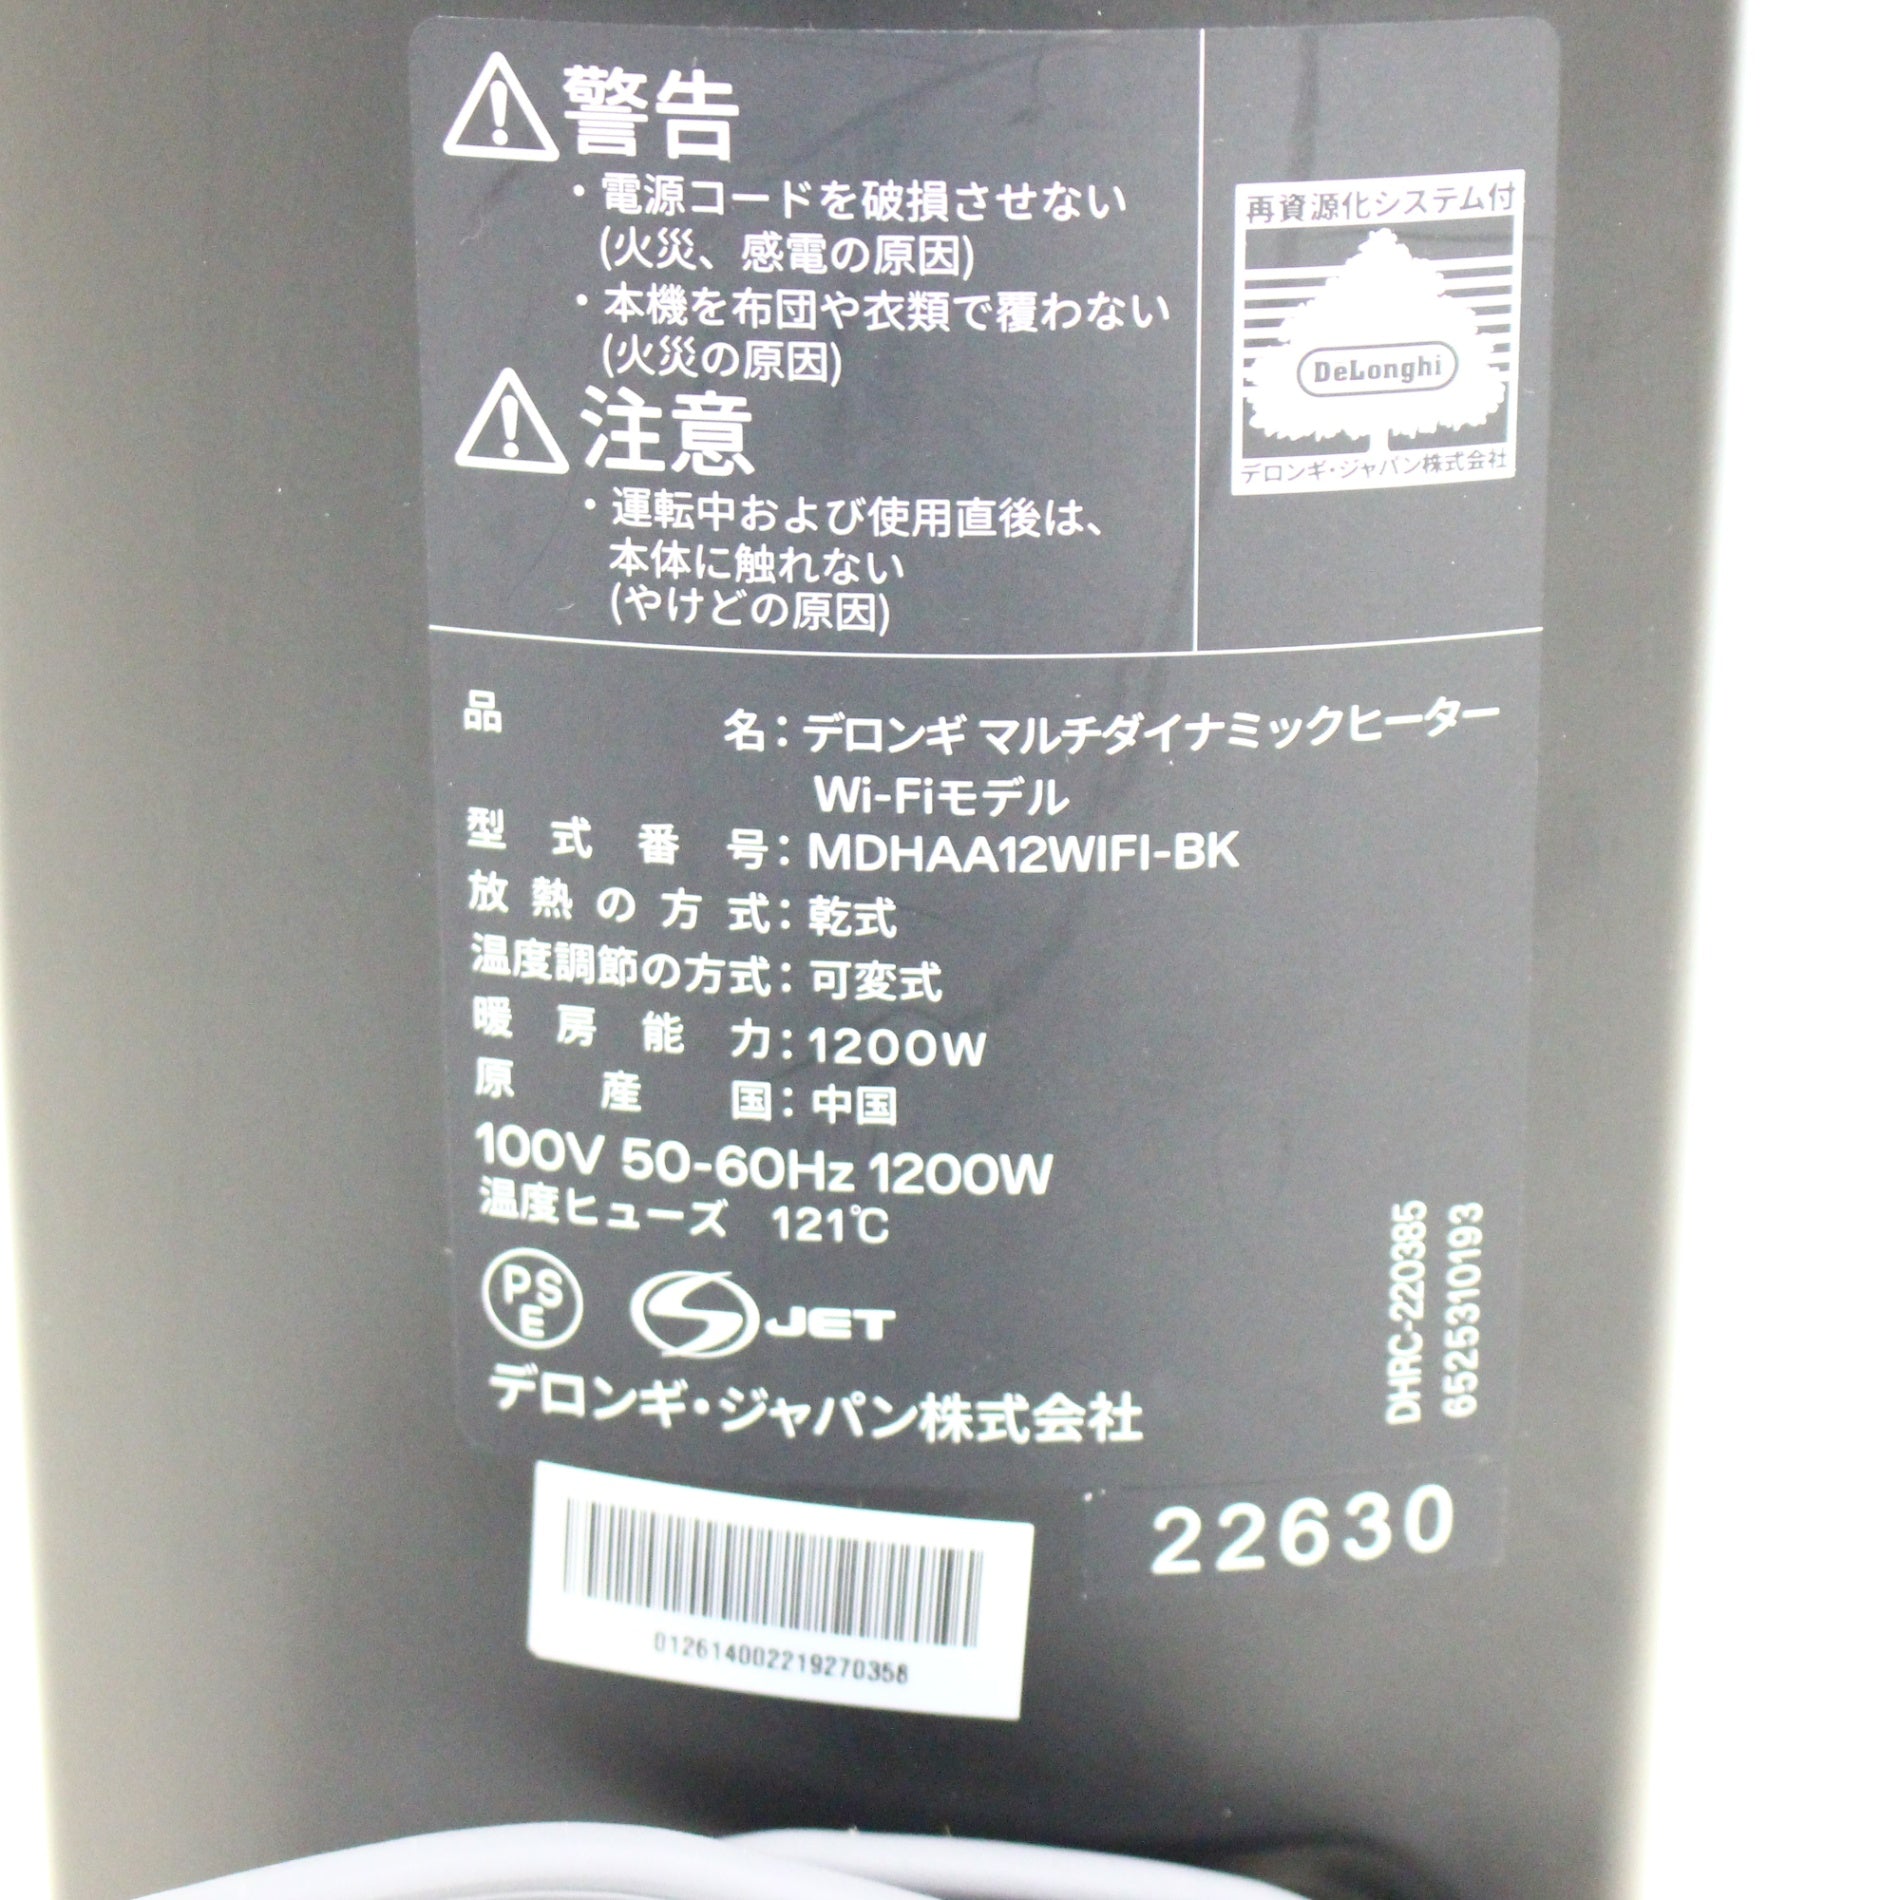 警告
・電源コードを破損させない
(火災、感電の原因)
・本機を布団や衣類で覆わない
(火災の原因)
注意
・運転中および使用直後は、
本体に触れない
(やけどの原因)
再資源化システム付
DeLonghi
デロンギ・ジャパン株式会社
品名：デロンギ マルチダイナミックヒーター
Wi-Fiモデル
型式番号：MDHAA12WIFI-BK
放熱の方式：乾式
温度調節の方式：可変式
暖房能力：1200W
原産国：中国
100V 50-60Hz 1200W
温度ヒューズ 121℃
PSE
S JET
デロンギ・ジャパン株式会社
DHRC-220385
6525310193
22630
012614002219270358